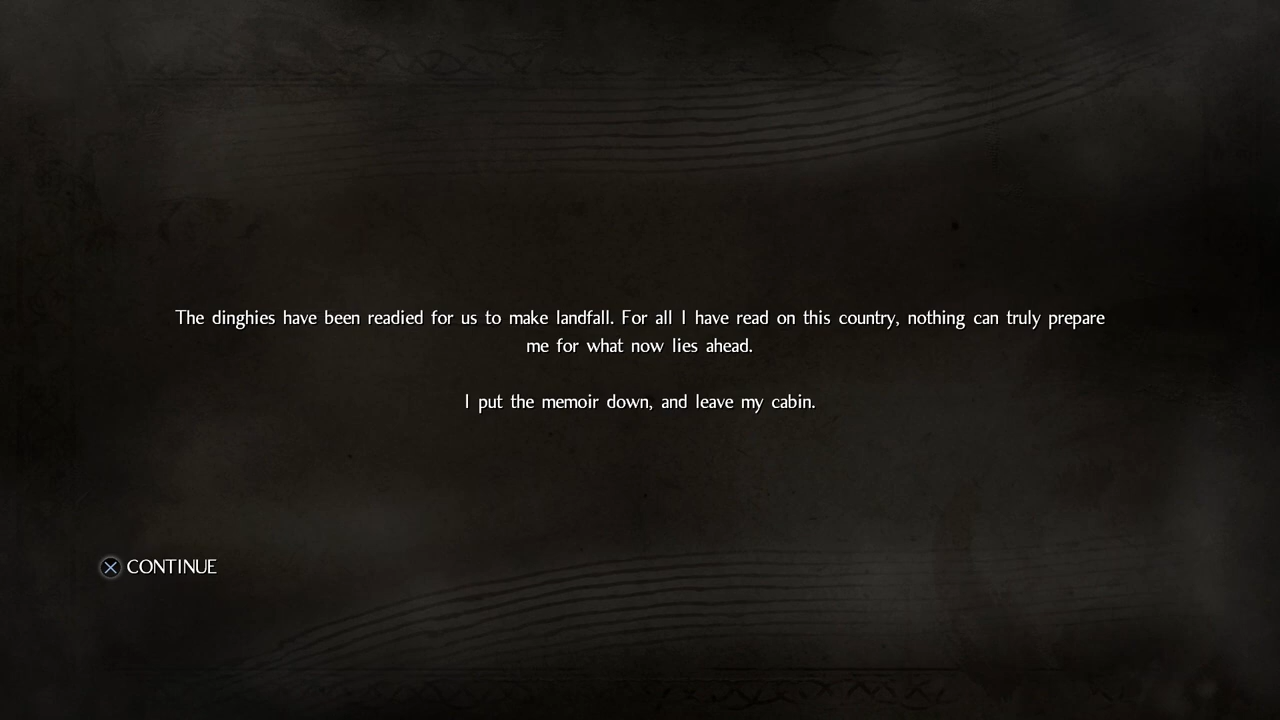 The dinghies have been readied for us to make landfall. For all I have read on this country, nothing can truly prepare
me for what now lies ahead.
I put the memoir down, and leave my cabin.
CONTINUE